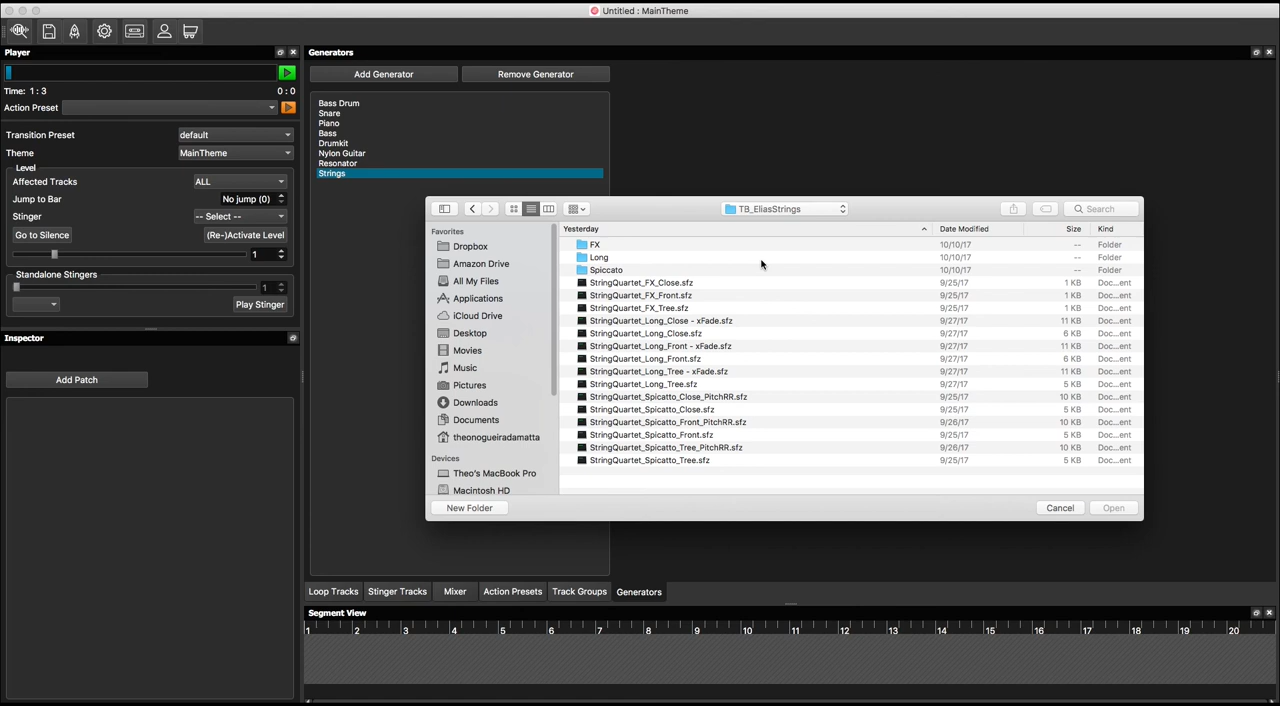 Untitled : MainTheme
Player
Time: 1 : 3 0 : 0
Action Preset
Transition Preset default
Theme MainTheme
Level
Affected Tracks ALL
Jump to Bar No jump (0)
Stinger -- Select --
Go to Silence (Re-)Activate Level
1
Standalone Stingers
1
Play Stinger
Inspector
Add Patch
Generators
Add Generator Remove Generator
Bass Drum
Snare
Piano
Bass
Drumkit
Nylon Guitar
Resonator
Strings
TB_EliasStrings Search
Favorites
Dropbox
Amazon Drive
All My Files
Applications
iCloud Drive
Desktop
Movies
Music
Pictures
Downloads
Documents
theonogueiradamatta
Devices
Theo's MacBook Pro
Macintosh HD
Yesterday Date Modified Size Kind
FX 10/10/17 -- Folder
Long 10/10/17 -- Folder
Spiccato 10/10/17 -- Folder
StringQuartet_FX_Close.sfz 9/25/17 1 KB Doc...ent
StringQuartet_FX_Front.sfz 9/25/17 1 KB Doc...ent
StringQuartet_FX_Tree.sfz 9/25/17 1 KB Doc...ent
StringQuartet_Long_Close - xFade.sfz 9/27/17 11 KB Doc...ent
StringQuartet_Long_Close.sfz 9/27/17 6 KB Doc...ent
StringQuartet_Long_Front - xFade.sfz 9/27/17 11 KB Doc...ent
StringQuartet_Long_Front.sfz 9/27/17 6 KB Doc...ent
StringQuartet_Long_Tree - xFade.sfz 9/27/17 11 KB Doc...ent
StringQuartet_Long_Tree.sfz 9/27/17 5 KB Doc...ent
StringQuartet_Spicatto_Close_PitchRR.sfz 9/25/17 10 KB Doc...ent
StringQuartet_Spicatto_Close.sfz 9/25/17 5 KB Doc...ent
StringQuartet_Spicatto_Front_PitchRR.sfz 9/26/17 10 KB Doc...ent
StringQuartet_Spicatto_Front.sfz 9/25/17 5 KB Doc...ent
StringQuartet_Spicatto_Tree_PitchRR.sfz 9/26/17 10 KB Doc...ent
StringQuartet_Spicatto_Tree.sfz 9/25/17 5 KB Doc...ent
New Folder Cancel Open
Loop Tracks Stinger Tracks Mixer Action Presets Track Groups Generators
Segment View
1 2 3 4 5 6 7 8 9 10 11 12 13 14 15 16 17 18 19 20